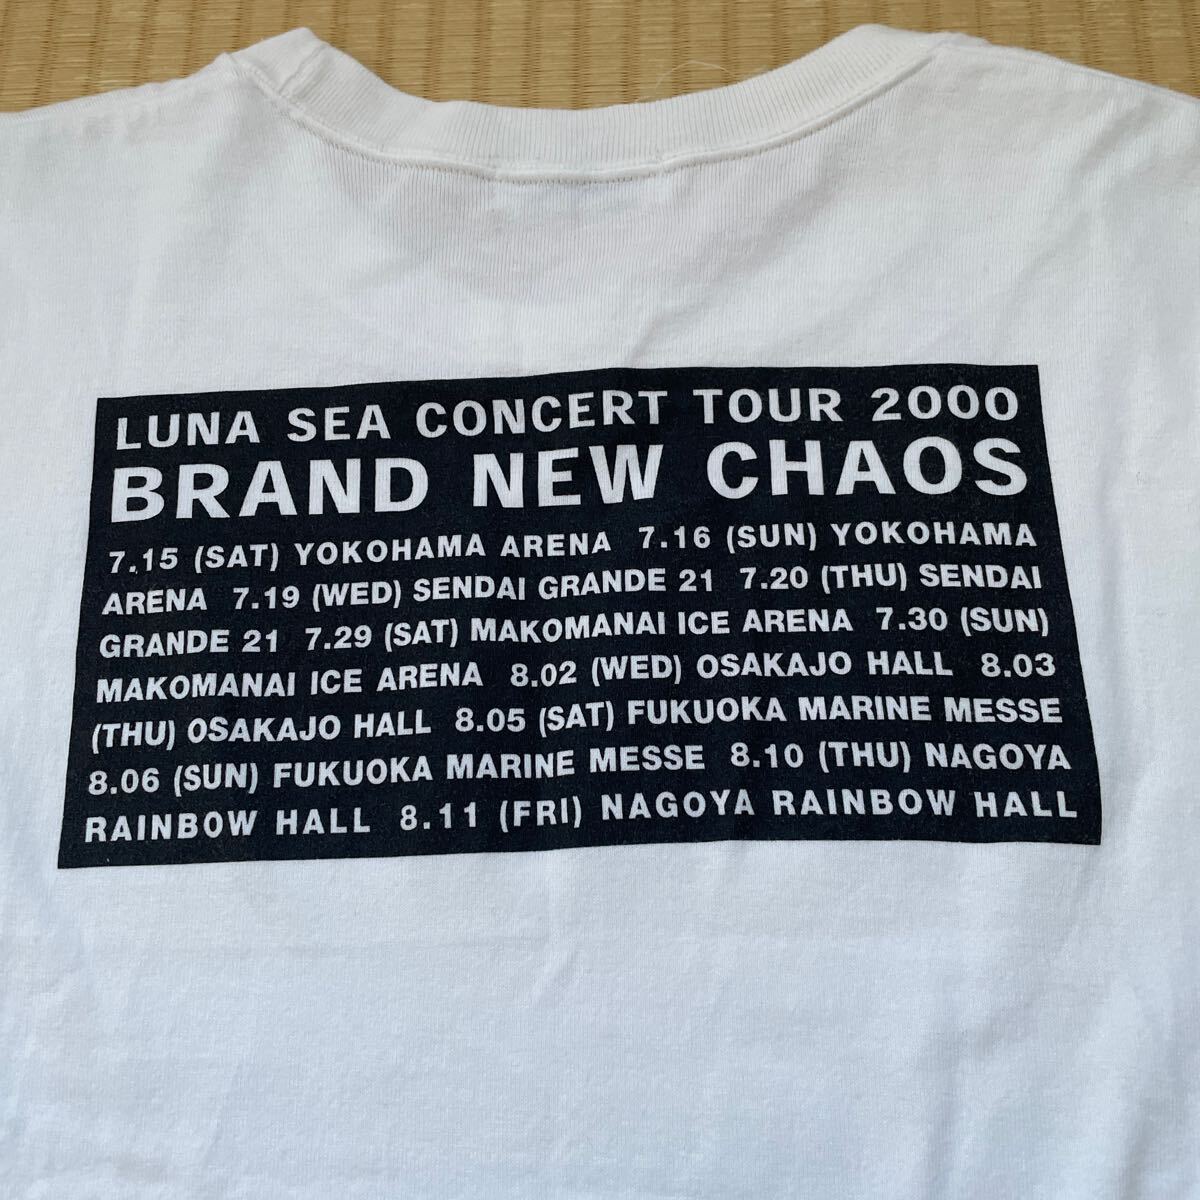 LUNA SEA CONCERT TOUR 2000
BRAND NEW CHAOS
7.15 (SAT) YOKOHAMA ARENA 7.16 (SUN) YOKOHAMA
ARENA 7.19 (WED) SENDAI GRANDE 21 7.20 (THU) SENDAI
GRANDE 21 7.29 (SAT) MAKOMANAI ICE ARENA 7.30 (SUN)
MAKOMANAI ICE ARENA 8.02 (WED) OSAKAJO HALL 8.03
(THU) OSAKAJO HALL 8.05 (SAT) FUKUOKA MARINE MESSE
8.06 (SUN) FUKUOKA MARINE MESSE 8.10 (THU) NAGOYA
RAINBOW HALL 8.11 (FRI) NAGOYA RAINBOW HALL